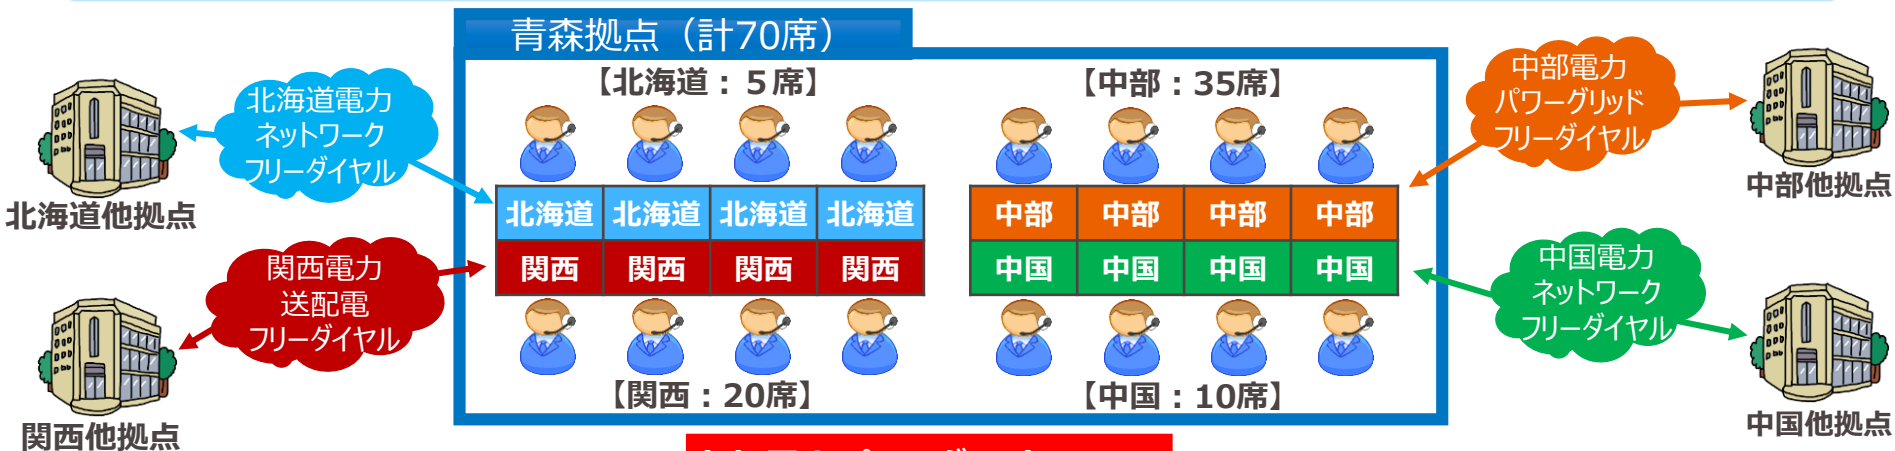 青森拠点（計70席）
【北海道：５席】
【中部：35席】
北海道電力
ネットワーク
フリーダイヤル
中部電力
パワーグリッド
フリーダイヤル
北海道他拠点
中部他拠点
北海道 北海道 北海道 北海道
中部 中部 中部 中部
関西 関西 関西 関西
中国 中国 中国 中国
関西電力
送配電
フリーダイヤル
中国電力
ネットワーク
フリーダイヤル
【関西：20席】
【中国：10席】
関西他拠点
中国他拠点